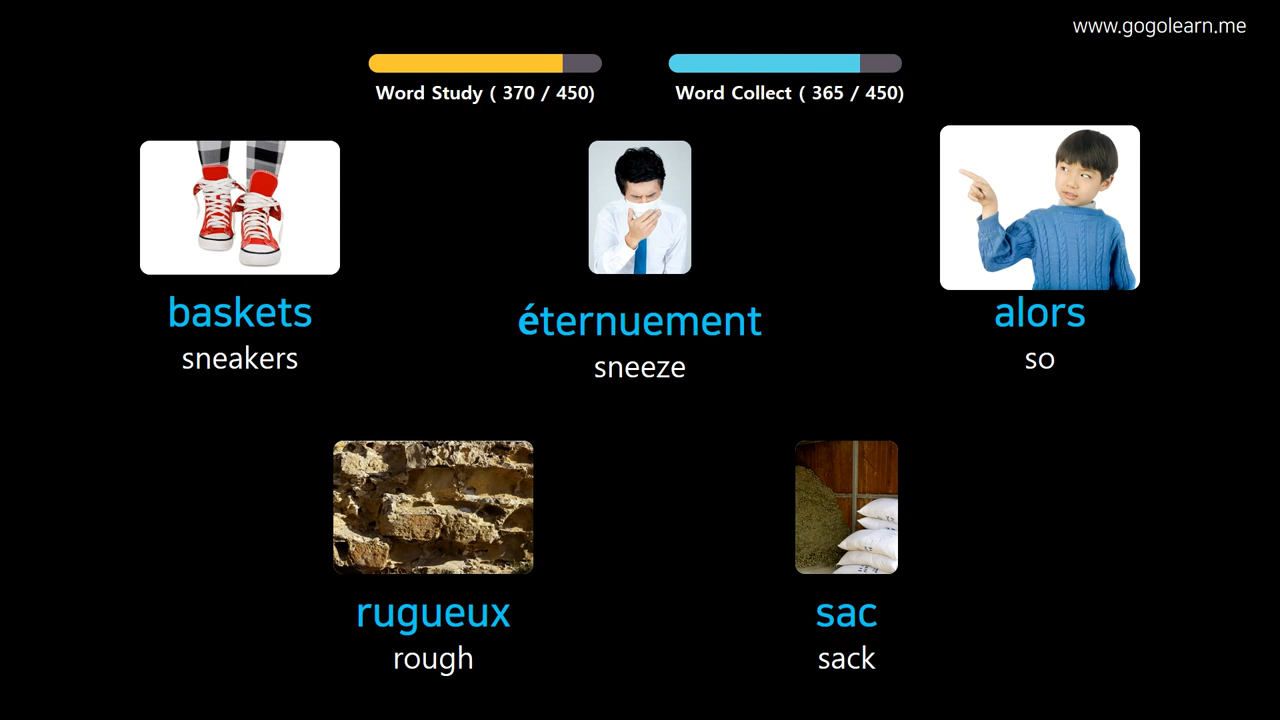 www.gogolearn.me
Word Study ( 370 / 450)
Word Collect ( 365 / 450)
baskets
sneakers
éternuement
sneeze
alors
so
rugueux
rough
sac
sack